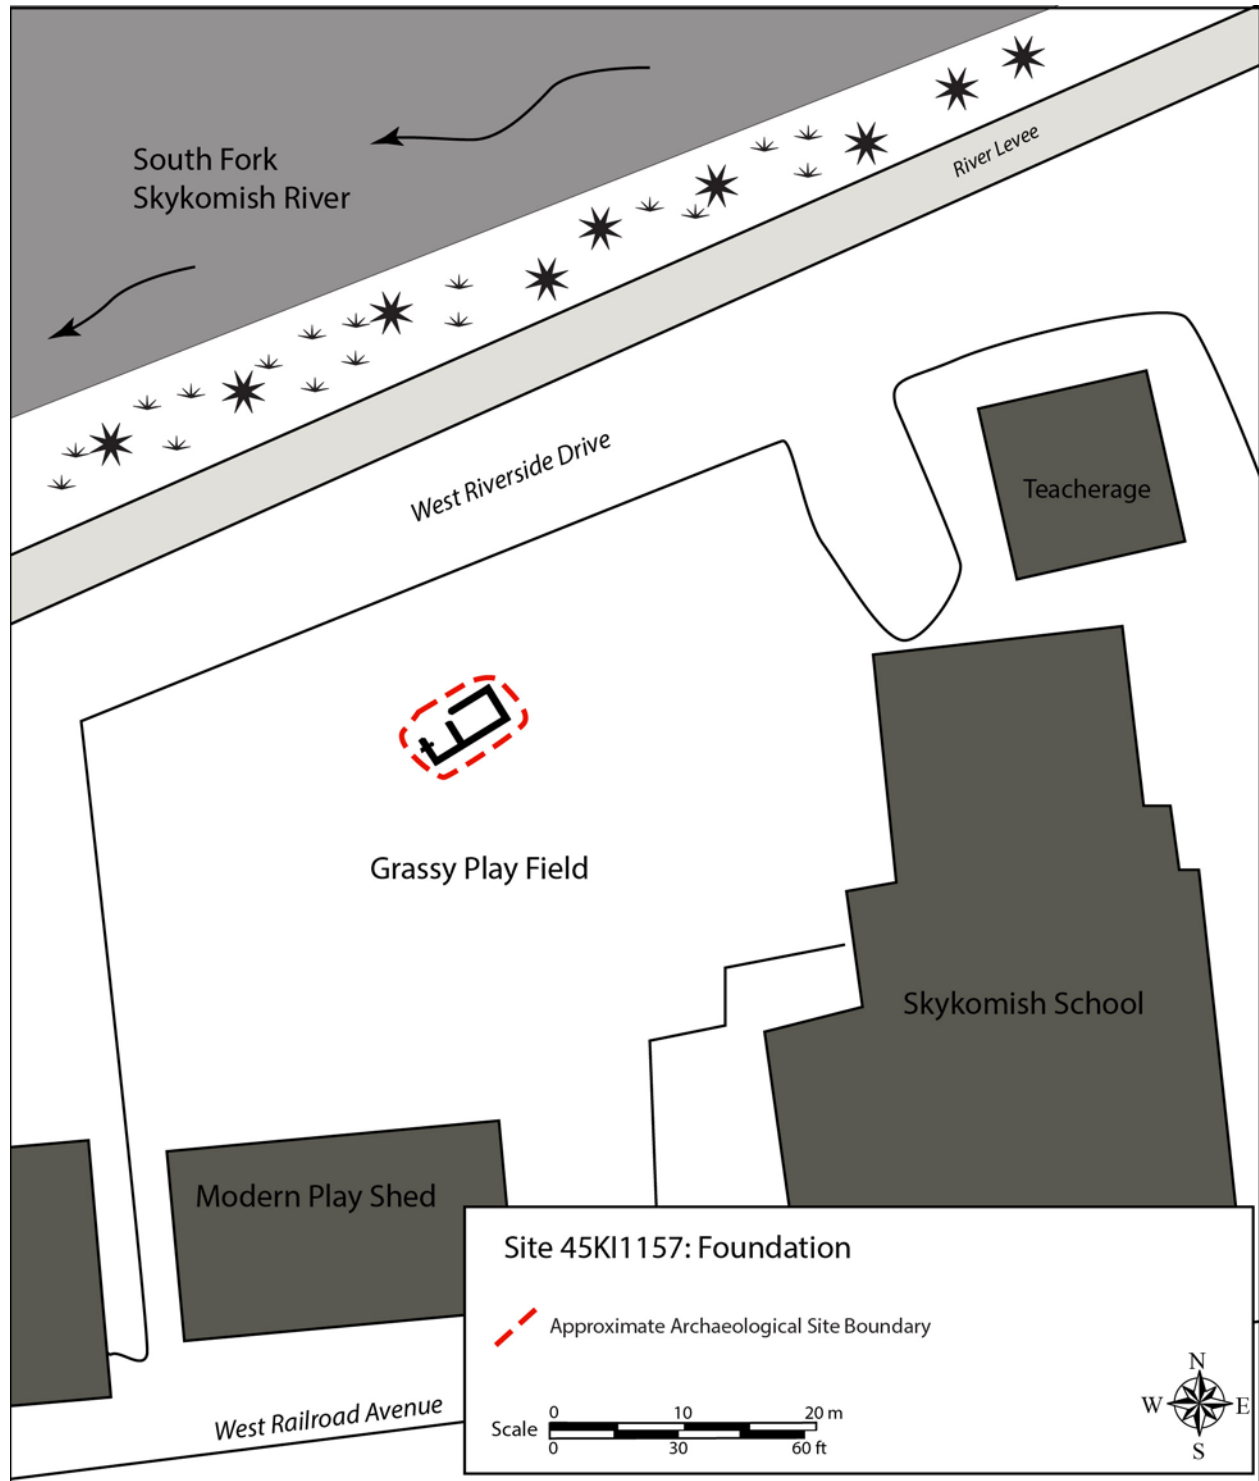 South Fork
Skykomish River
River Levee
West Riverside Drive
Teacherage
Grassy Play Field
Skykomish School
Modern Play Shed
West Railroad Avenue
Site 45KI1157: Foundation
Approximate Archaeological Site Boundary
Scale
0 10 20 m
0 30 60 ft
N
W E
S